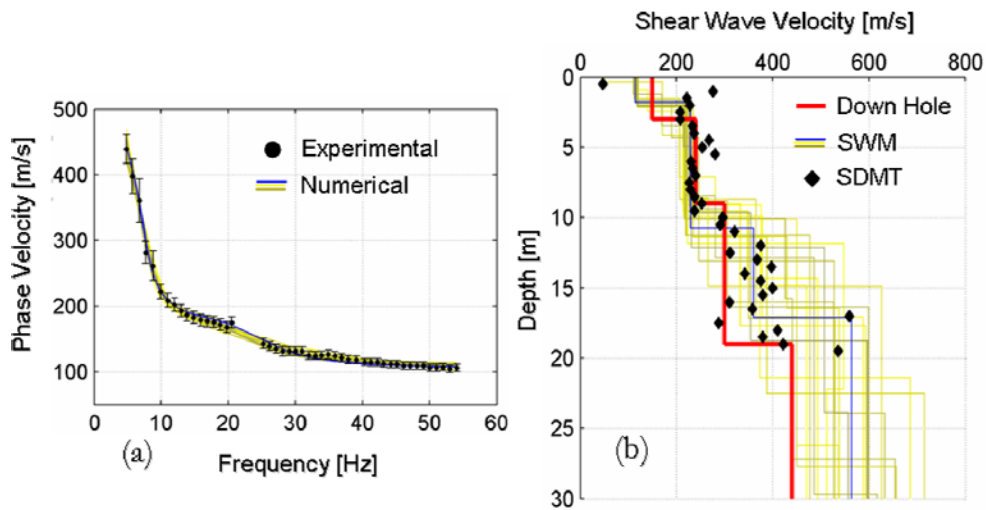 500
400
300
200
100
0 10 20 30 40 50 60
Phase Velocity [m/s]
Frequency [Hz]
Experimental
Numerical
(a)
Shear Wave Velocity [m/s]
0 200 400 600 800
0
5
10
15
20
25
30
Depth [m]
Down Hole
SWM
SDMT
(b)